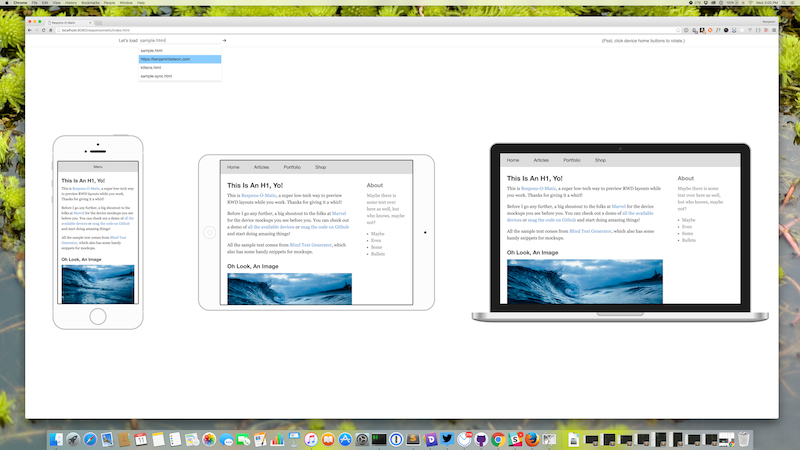 Chrome File Edit View History Bookmarks People Window Help
Wed 3:00 PM
Respons-O-Matic
Let's load sample.html
(Psst, click device home buttons to rotate.)
sample.html
kittens.html
sample-sync.html
Menu
This Is An H1, Yo!
This is Respons-O-Matic, a super low-tech way
to preview RWD layouts while you work.
Thanks for giving it a whirl!
Before I go any further, a big shoutout to the
folks at Marvel for the device mockups you see
before you. You can check out a demo of all the
available devices or snag the code on Github
and start doing amazing things!
All the sample text comes from Blind Text
Generator, which also has some handy
snippets for mockups.
Oh Look, An Image
Home Articles Portfolio Shop
This Is An H1, Yo!
This is Respons-O-Matic, a super low-tech way to preview
RWD layouts while you work. Thanks for giving it a whirl!
Before I go any further, a big shoutout to the folks at Marvel
for the device mockups you see before you. You can check out
a demo of all the available devices or snag the code on Github
and start doing amazing things!
All the sample text comes from Blind Text Generator, which
also has some handy snippets for mockups.
Oh Look, An Image
About
Maybe there is
some text over
here as well, but
who knows, maybe
not?
Maybe
Even
Some
Bullets
Home Articles Portfolio Shop
This Is An H1, Yo!
This is Respons-O-Matic, a super low-tech way to preview RWD layouts while
you work. Thanks for giving it a whirl!
Before I go any further, a big shoutout to the folks at Marvel for the device
mockups you see before you. You can check out a demo of all the available
devices or snag the code on Github and start doing amazing things!
All the sample text comes from Blind Text Generator, which also has some
handy snippets for mockups.
Oh Look, An Image
About
Maybe there is some
text over here as well,
but who knows, maybe
not?
Maybe
Even
Some
Bullets